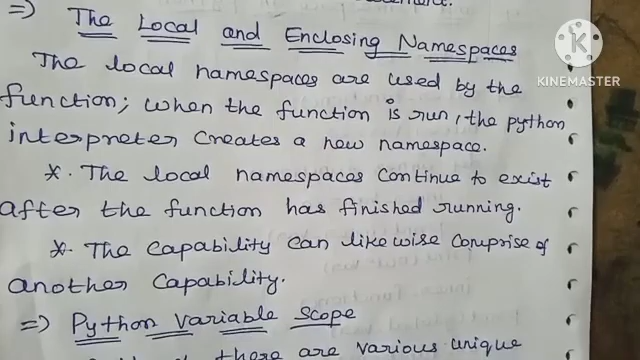 => The Local and Enclosing Namespaces
The local namespaces are used by the
function; when the function is run, the python
interpreter creates a new namespace.
*. The local namespaces continue to exist
after the function has finished running.
*. The capability can likewise comprise of
another capability.
=> Python Variable Scope
there are various unique
KINEMASTER